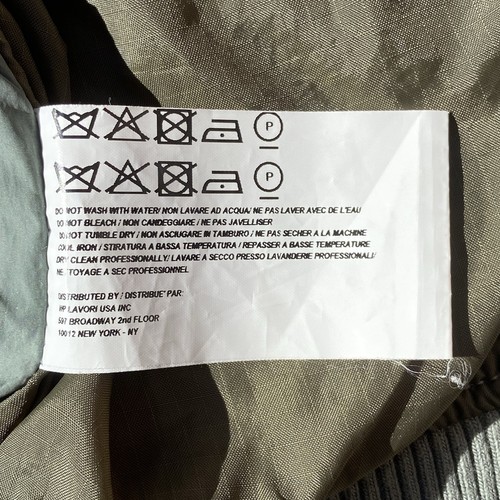 P
P
DO NOT WASH WITH WATER/ NON LAVARE AD ACQUA/ NE PAS LAVER AVEC DE L'EAU/
DO NOT BLEACH / NON CANDEGGIARE / NE PAS JAVELLISER
DO NOT TUMBLE DRY / NON ASCIUGARE IN TAMBURO / NE PAS SECHER A LA MACHINE
COOL IRON / STIRATURA A BASSA TEMPERATURA / REPASSER A BASSE TEMPERATURE
DRY CLEAN PROFESSIONALLY/ LAVARE A SECCO PRESSO LAVANDERIE PROFESSIONALI/
NETTOYAGE A SEC PROFESSIONNEL
DISTRIBUTED BY / DISTRIBUE' PAR:
WP LAVORI USA INC
597 BROADWAY 2nd FLOOR
10012 NEW YORK - NY